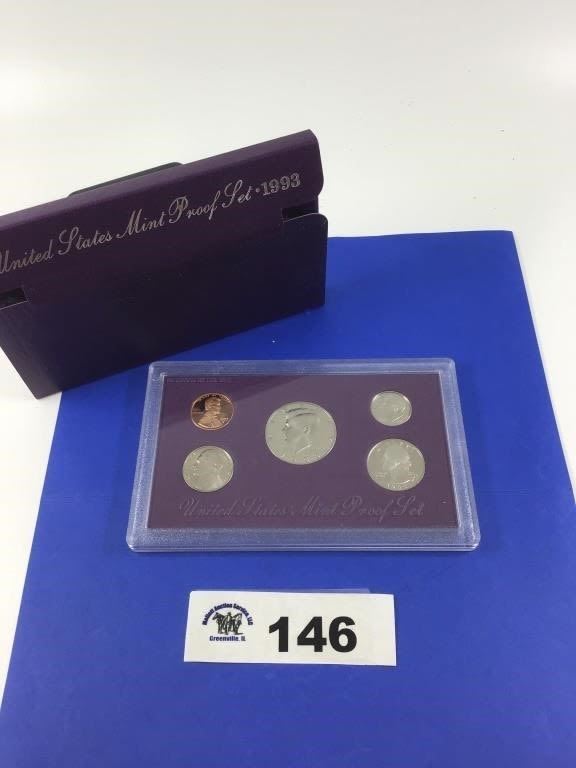 United States Mint Proof Set · 1993
United States Mint Proof Set
146
Greenville, IL